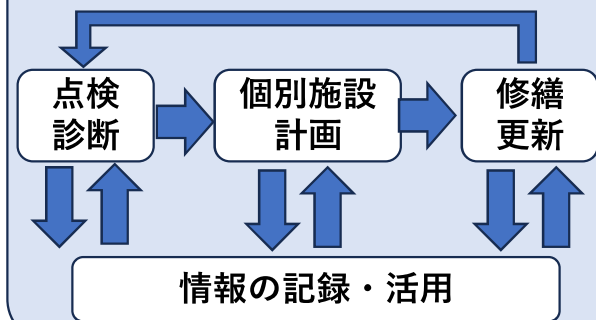 点検
診断
個別施設
計画
修繕
更新
情報の記録・活用